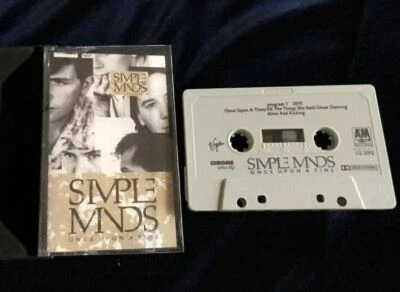 SIMPLE
MINDS
SIMPLE
MINDS
ONCE UPON A TIME
program 1
Once Upon A Time/All The Things She Said/Ghost Dancing
Alive And Kicking
Virgin
A&M
CHROME
SIMPLE MINDS
ONCE UPON A TIME